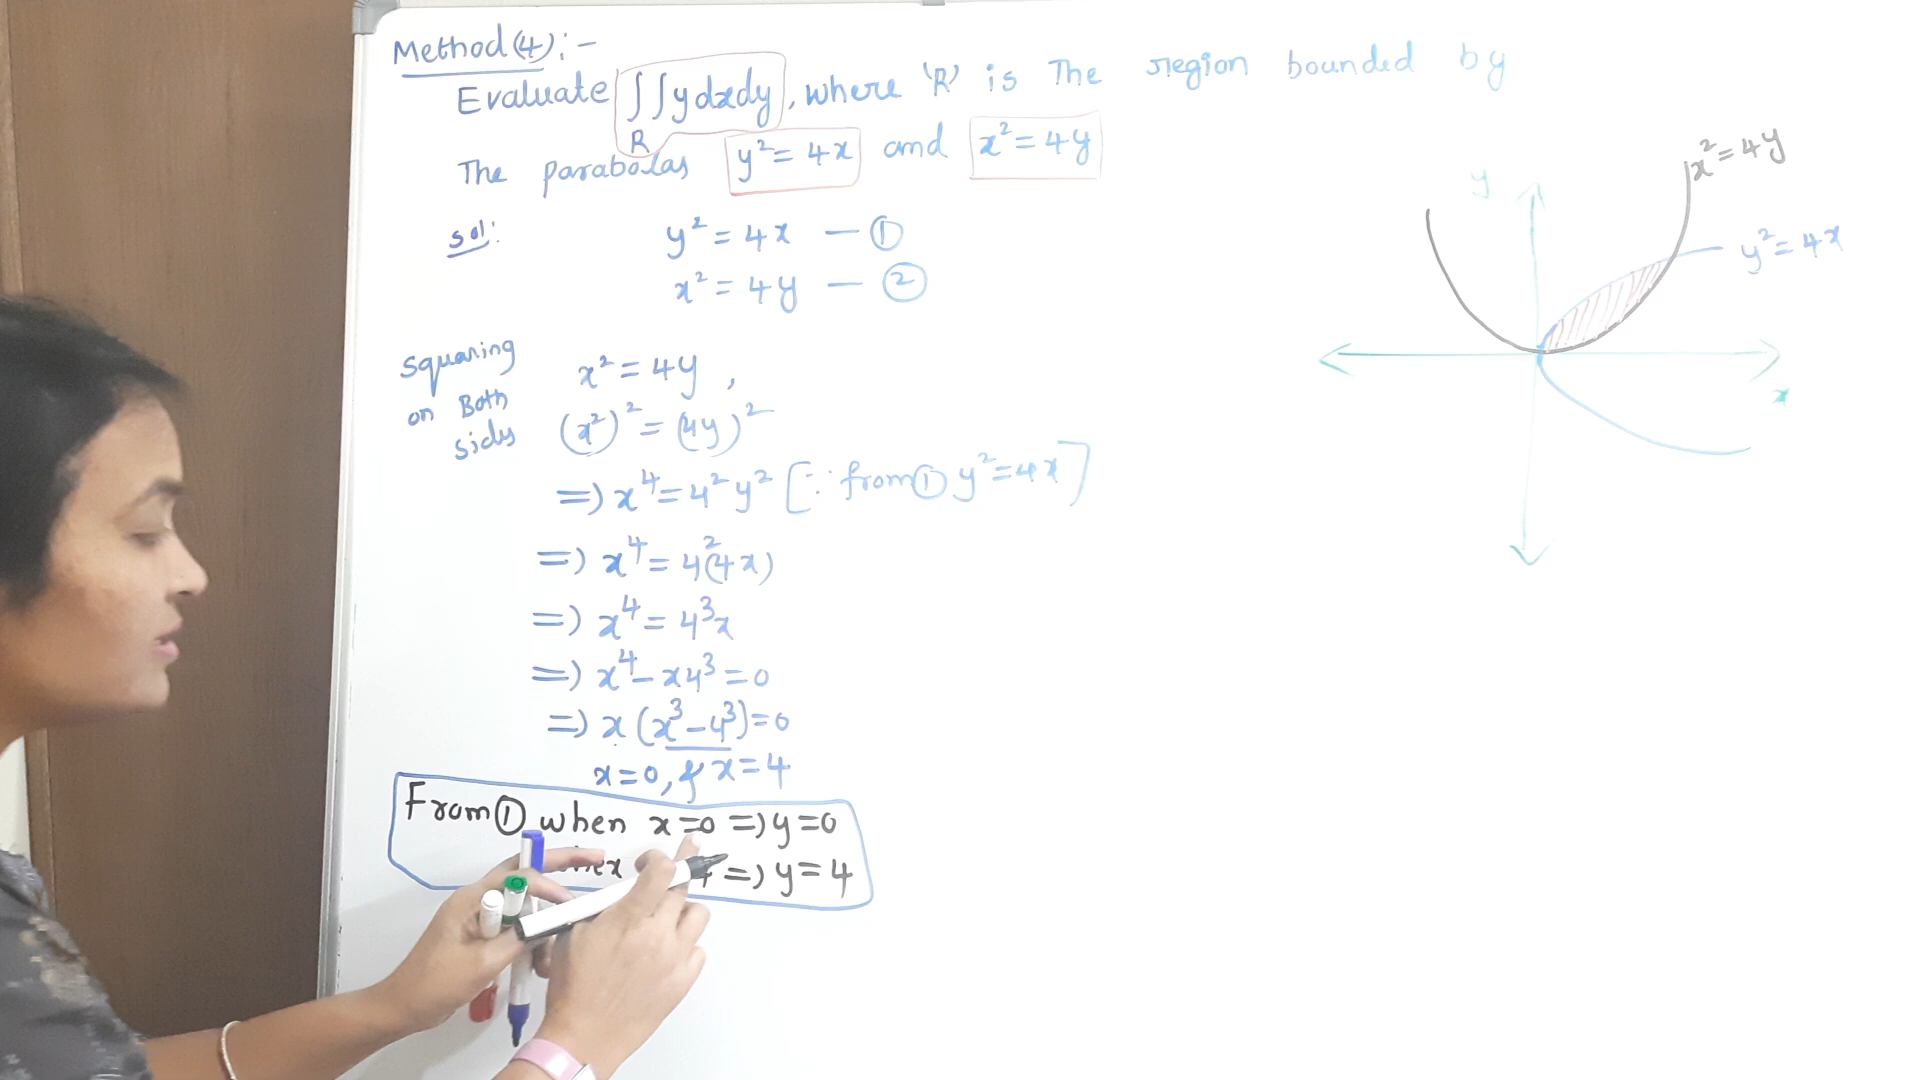 Method (4):-
Evaluate ∫∫ y dxdy, where 'R' is The region bounded by
R
The parabolas y² = 4x and x² = 4y
sol:
y² = 4x — ①
x² = 4y — ②
squaring on Both sides
x² = 4y,
(x²)² = (4y)²
=) x⁴ = 4² y² [∵ from ① y² = 4x]
=) x⁴ = 4²(4x)
=) x⁴ = 4³x
=) x⁴ - x4³ = 0
=) x(x³ - 4³) = 0
x = 0, & x = 4
From ① when x = 0 =) y = 0
=) y = 4
x² = 4y
y
y² = 4x
x